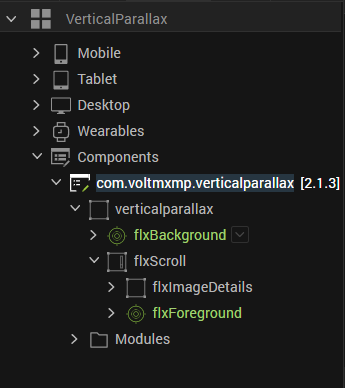 VerticalParallax
Mobile
Tablet
Desktop
Wearables
Components
com.voltmxmp.verticalparallax [2.1.3]
verticalparallax
flxBackground
flxScroll
flxImageDetails
flxForeground
Modules